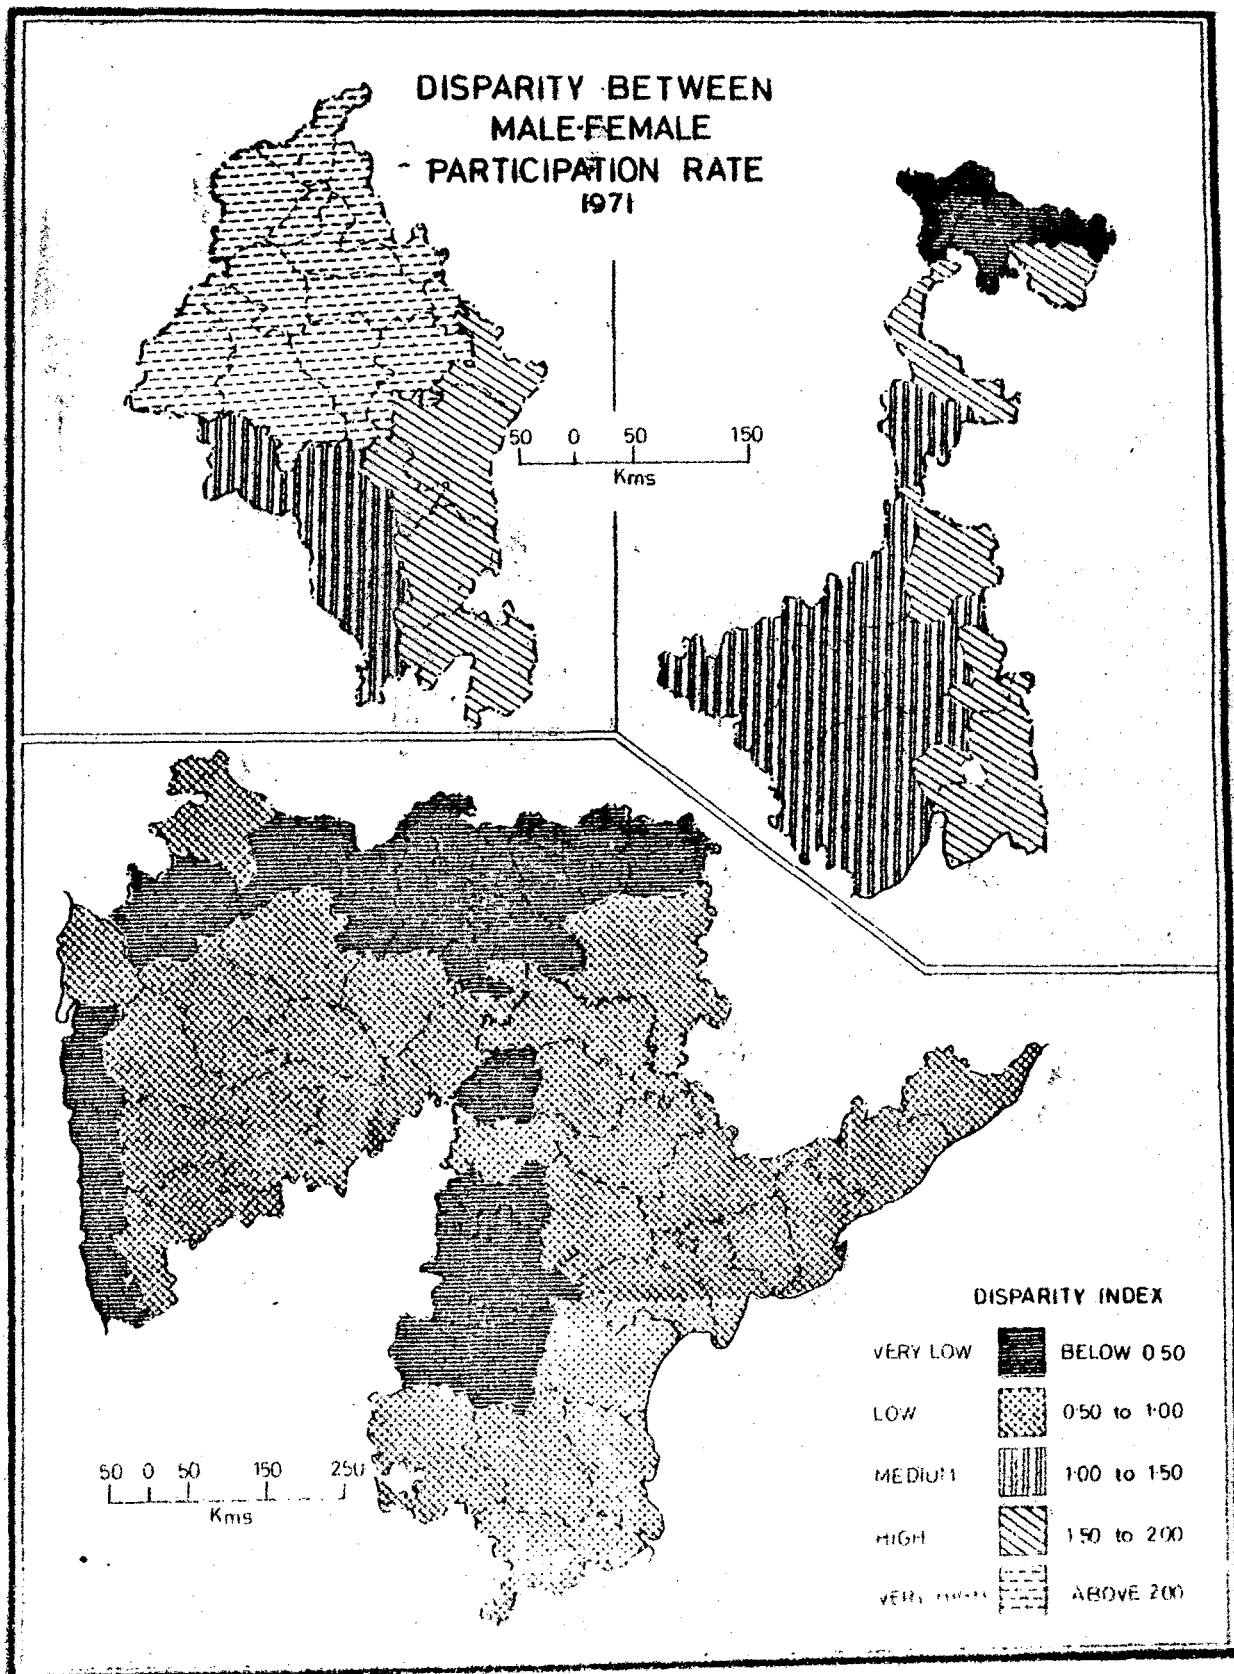 DISPARITY BETWEEN
MALE-FEMALE
PARTICIPATION RATE
1971
50 0 50 150
Kms
DISPARITY INDEX
VERY LOW BELOW 0·50
LOW 0·50 to 1·00
MEDIUM 1·00 to 1·50
HIGH 1·50 to 2·00
VERY HIGH ABOVE 2·00
50 0 50 150 250
Kms